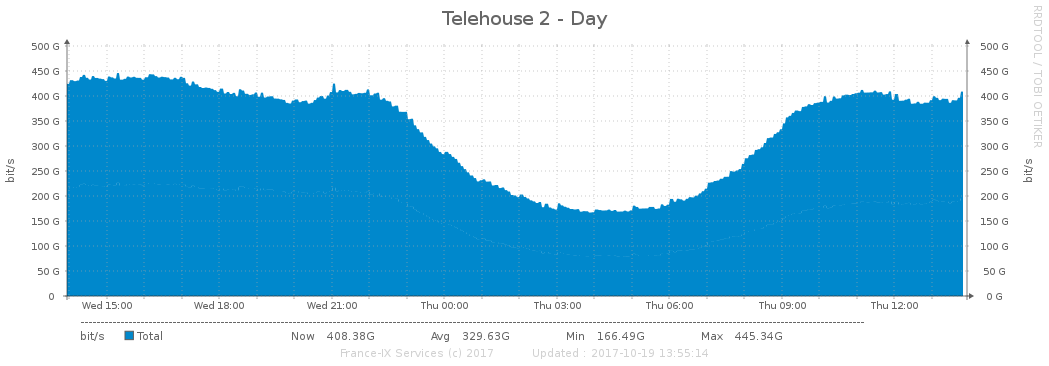 Telehouse 2 - Day
RRDTOOL / TOBI OETIKER
500 G 500 G
450 G 450 G
400 G 400 G
350 G 350 G
300 G 300 G
250 G 250 G
200 G 200 G
150 G 150 G
100 G 100 G
50 G 50 G
0 0 G
bit/s bit/s
Wed 15:00 Wed 18:00 Wed 21:00 Thu 00:00 Thu 03:00 Thu 06:00 Thu 09:00 Thu 12:00
bit/s Total Now 408.38G Avg 329.63G Min 166.49G Max 445.34G
France-IX Services (c) 2017 Updated : 2017-10-19 13:55:14